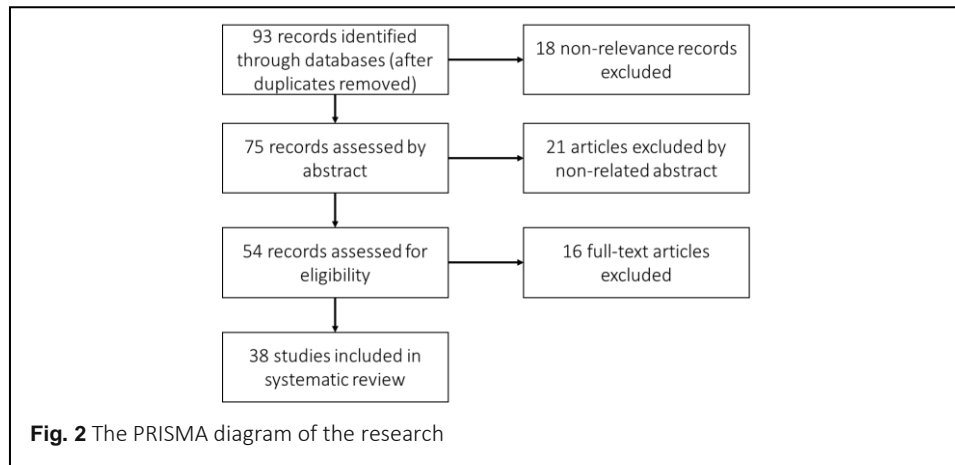 93 records identified
through databases (after
duplicates removed)
18 non-relevance records
excluded
75 records assessed by
abstract
21 articles excluded by
non-related abstract
54 records assessed for
eligibility
16 full-text articles
excluded
38 studies included in
systematic review
Fig. 2 The PRISMA diagram of the research